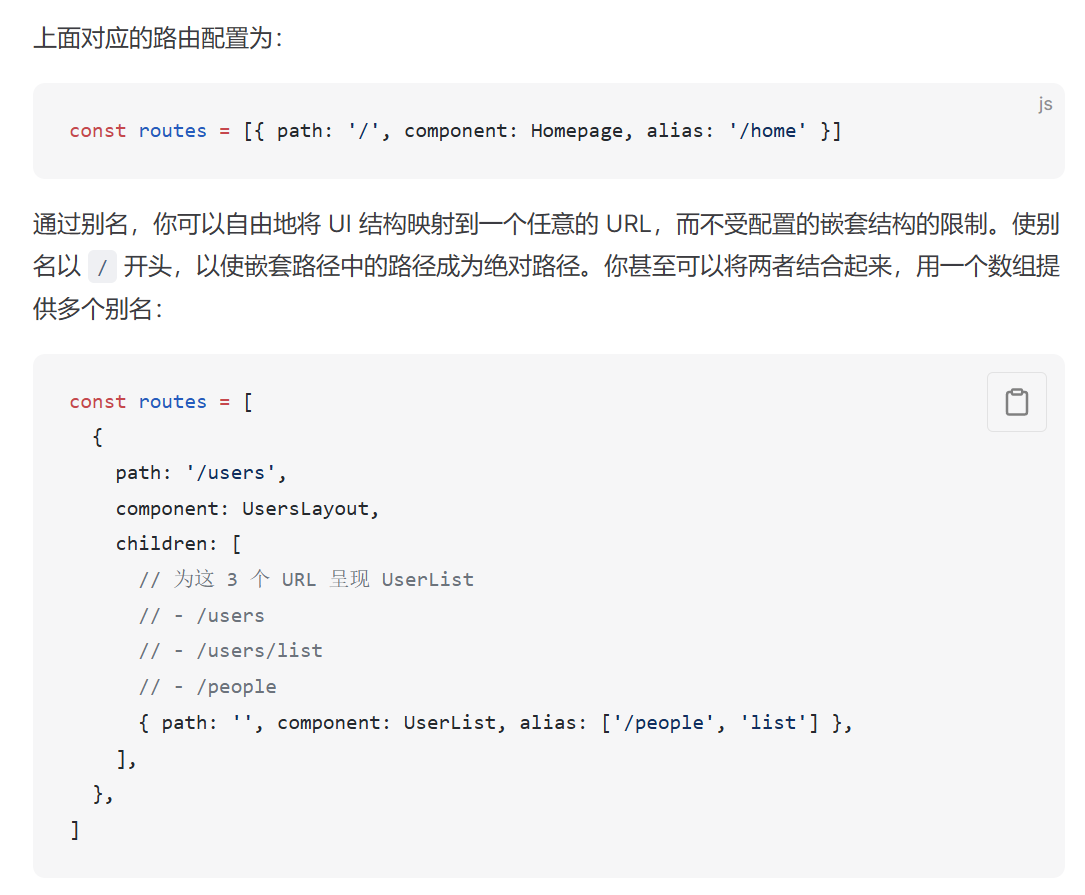 上面对应的路由配置为：
js
const routes = [{ path: '/', component: Homepage, alias: '/home' }]
通过别名，你可以自由地将 UI 结构映射到一个任意的 URL，而不受配置的嵌套结构的限制。使别
名以 / 开头，以使嵌套路径中的路径成为绝对路径。你甚至可以将两者结合起来，用一个数组提
供多个别名：
const routes = [
  {
    path: '/users',
    component: UsersLayout,
    children: [
      // 为这 3 个 URL 呈现 UserList
      // - /users
      // - /users/list
      // - /people
      { path: '', component: UserList, alias: ['/people', 'list'] },
    ],
  },
]